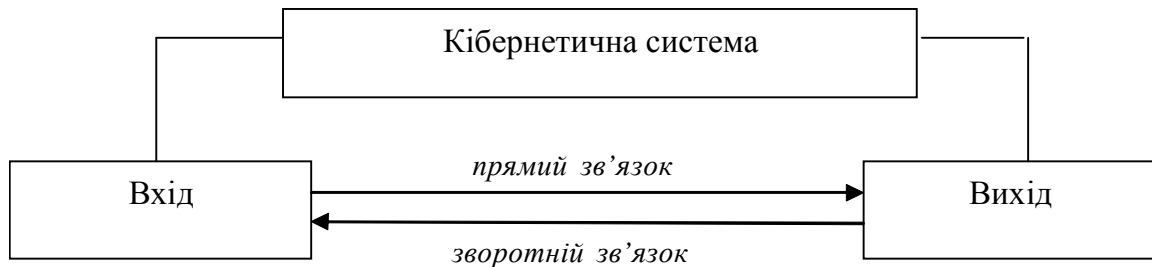 Кібернетична система
прямий зв’язок
Вхід
Вихід
зворотній зв’язок